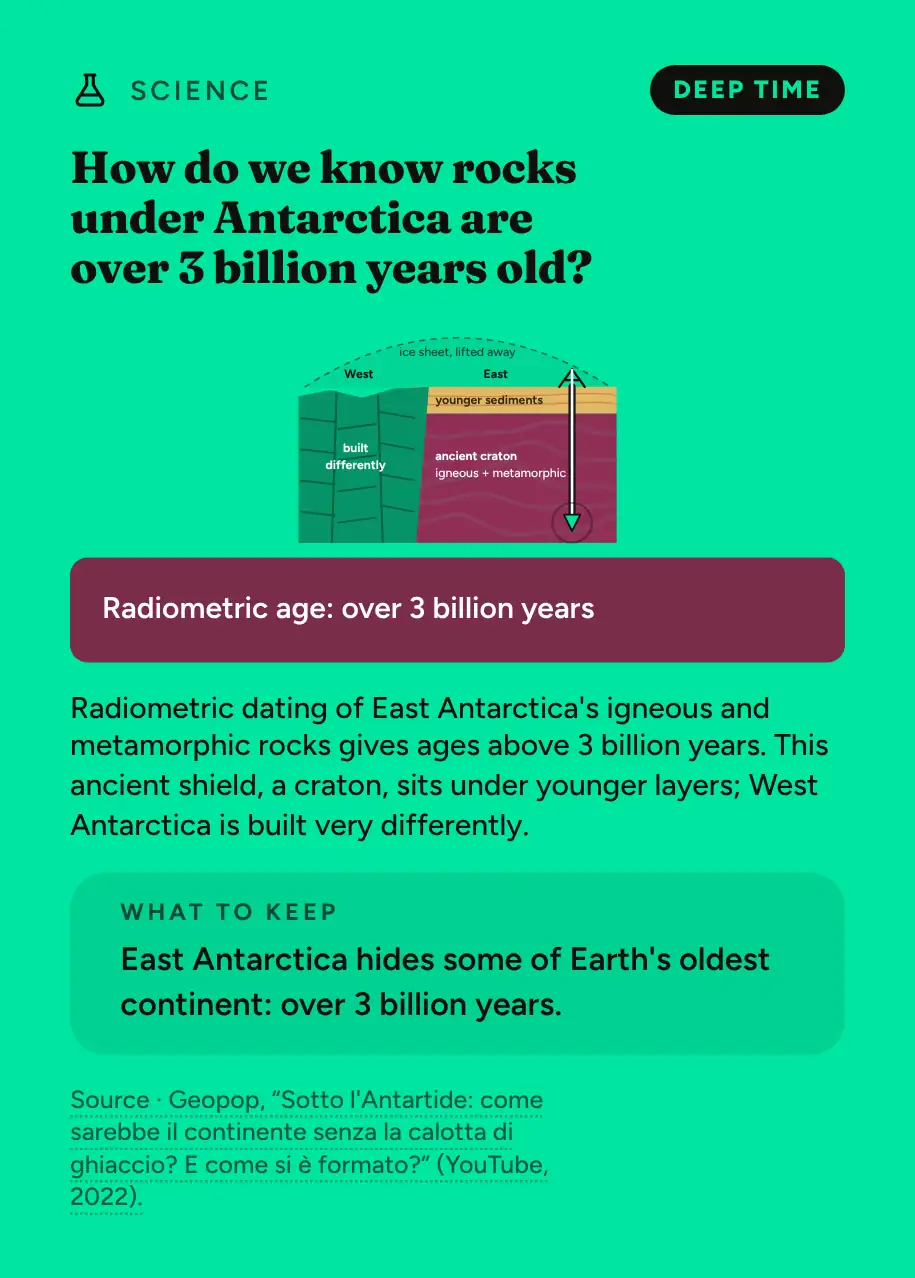 SCIENCE
DEEP TIME
How do we know rocks
under Antarctica are
over 3 billion years old?
ice sheet, lifted away
West
East
younger sediments
built
differently
ancient craton
igneous + metamorphic
Radiometric age: over 3 billion years
Radiometric dating of East Antarctica's igneous and
metamorphic rocks gives ages above 3 billion years. This
ancient shield, a craton, sits under younger layers; West
Antarctica is built very differently.
WHAT TO KEEP
East Antarctica hides some of Earth's oldest
continent: over 3 billion years.
Source · Geopop, “Sotto l'Antartide: come
sarebbe il continente senza la calotta di
ghiaccio? E come si è formato?” (YouTube,
2022).